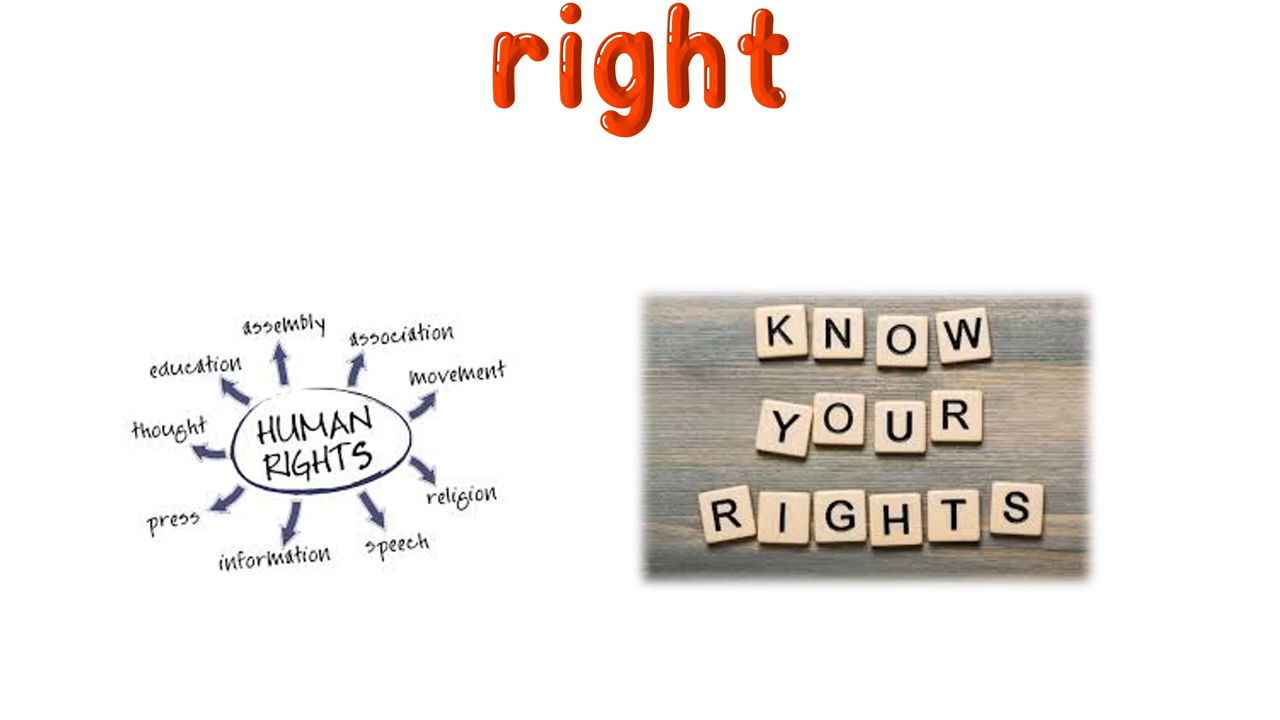 right
assembly
association
education
movement
thought
HUMAN
RIGHTS
religion
press
speech
information
KNOW
YOUR
RIGHTS